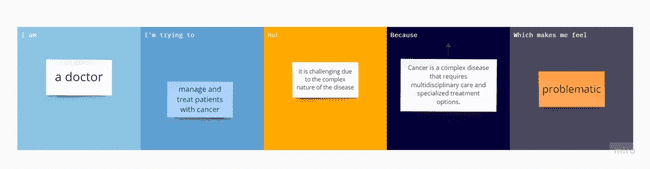 I am
a doctor
I'm trying to
manage and
treat patients
with cancer
But
It is challenging due
to the complex
nature of the disease
Because
Cancer is a complex disease
that requires
multidisciplinary care and
specialized treatment
options.
Which makes me feel
problematic
miro